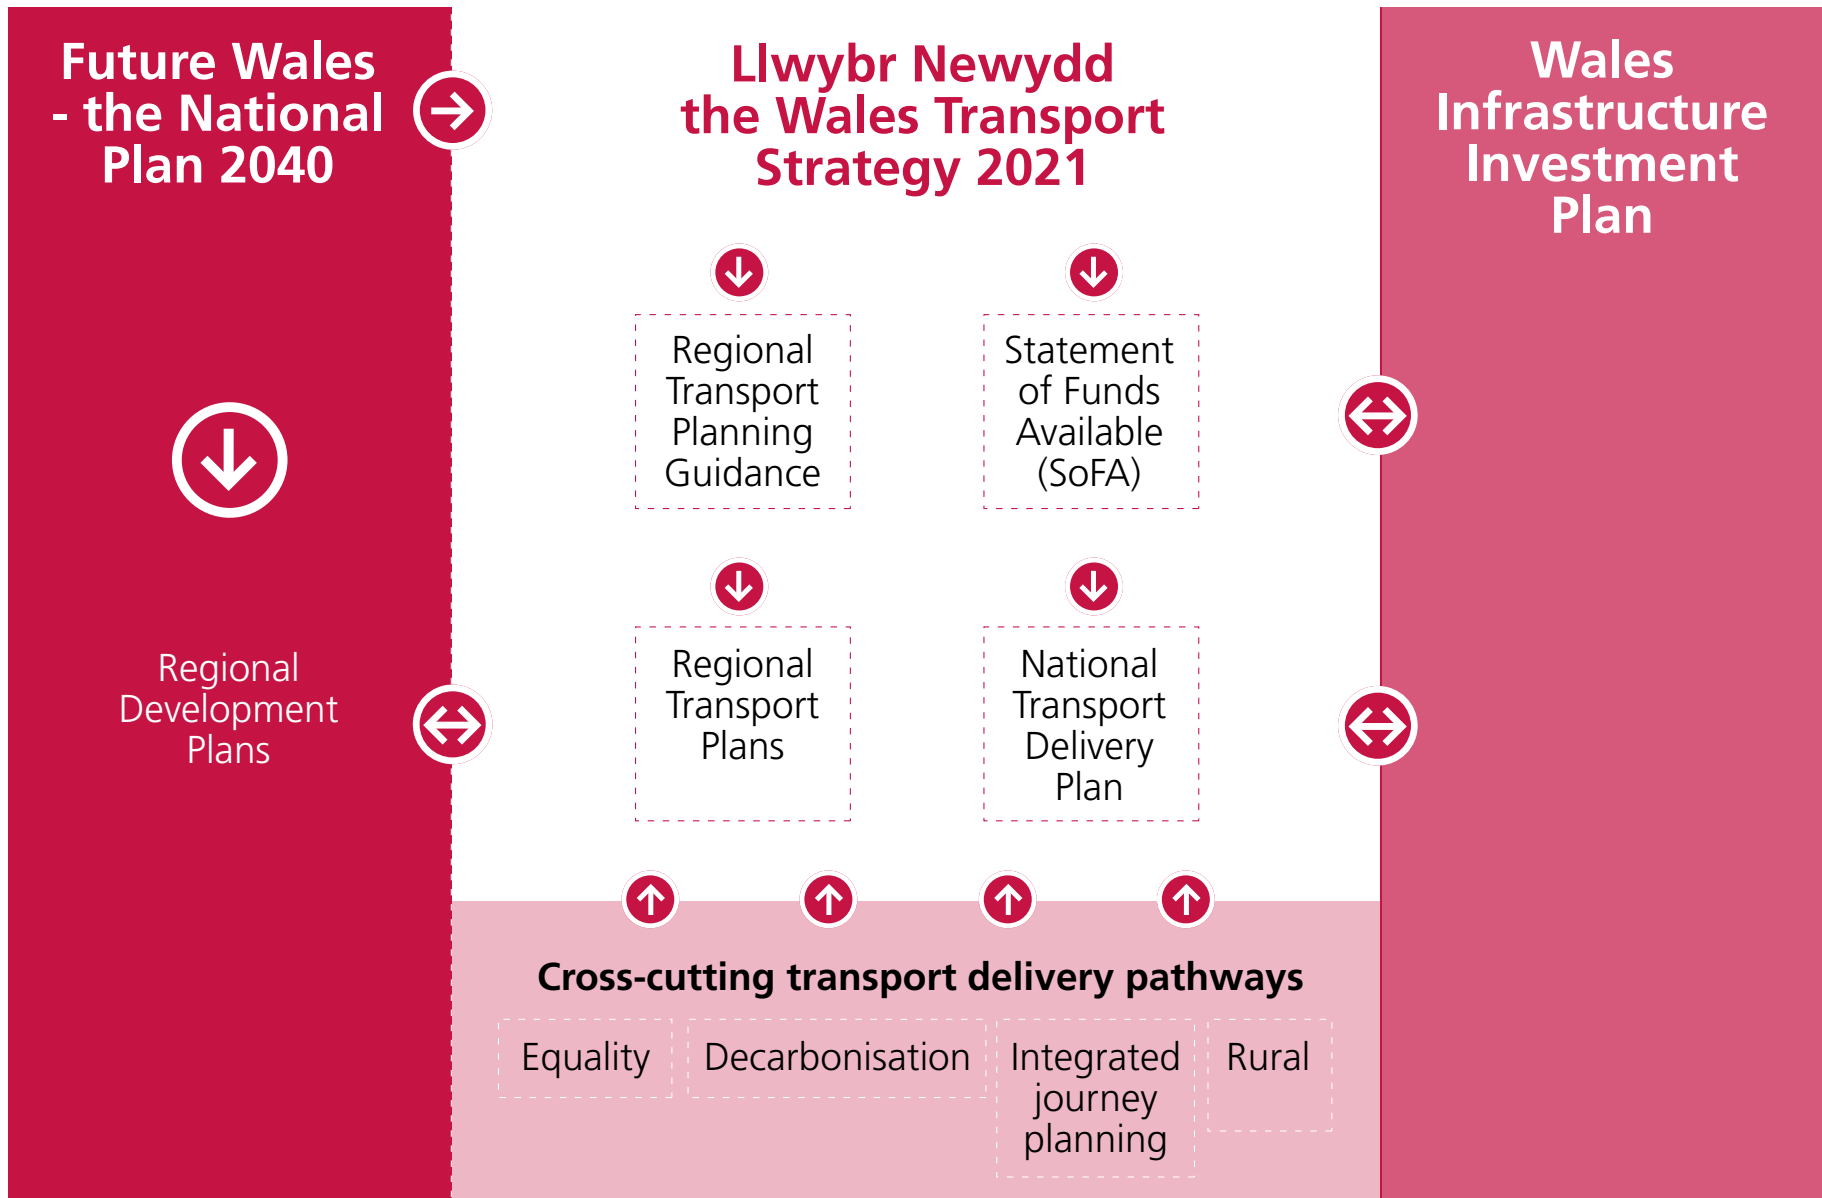 Future Wales
- the National
Plan 2040
Regional
Development
Plans
Llwybr Newydd
the Wales Transport
Strategy 2021
Regional
Transport
Planning
Guidance
Statement
of Funds
Available
(SoFA)
Regional
Transport
Plans
National
Transport
Delivery
Plan
Cross-cutting transport delivery pathways
Equality
Decarbonisation
Integrated
journey
planning
Rural
Wales
Infrastructure
Investment
Plan